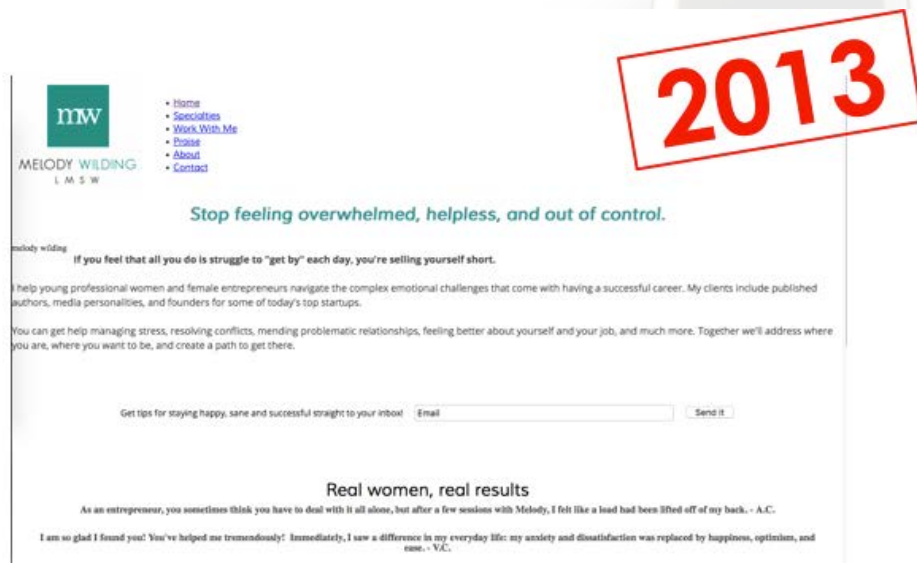 2013
mw
MELODY WILDING
LMSW
• Home
• Specialties
• Work With Me
• Praise
• About
• Contact
Stop feeling overwhelmed, helpless, and out of control.
melody wilding
If you feel that all you do is struggle to "get by" each day, you're selling yourself short.
I help young professional women and female entrepreneurs navigate the complex emotional challenges that come with having a successful career. My clients include published
authors, media personalities, and founders for some of today's top startups.
You can get help managing stress, resolving conflicts, mending problematic relationships, feeling better about yourself and your job, and much more. Together we'll address where
you are, where you want to be, and create a path to get there.
Get tips for staying happy, sane and successful straight to your inbox! Email Send it
Real women, real results
As an entrepreneur, you sometimes think you have to deal with it all alone, but after a few sessions with Melody, I felt like a load had been lifted off of my back. - A.C.
I am so glad I found you! You've helped me tremendously! Immediately, I saw a difference in my everyday life: my anxiety and dissatisfaction was replaced by happiness, optimism, and
ease. - V.C.